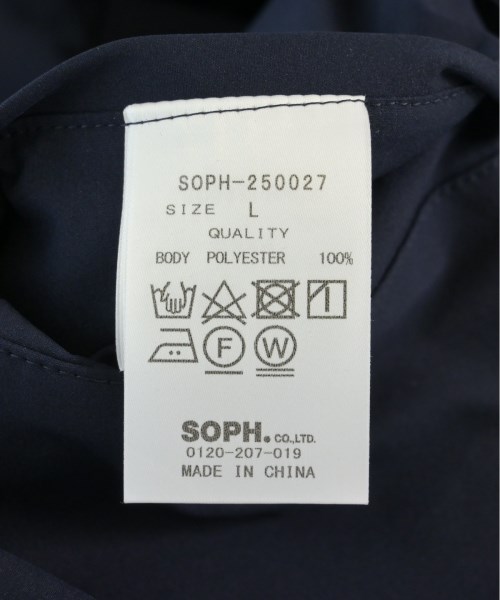 SOPH-250027
SIZE L
QUALITY
BODY POLYESTER 100%
F W
SOPH. CO.,LTD.
0120-207-019
MADE IN CHINA